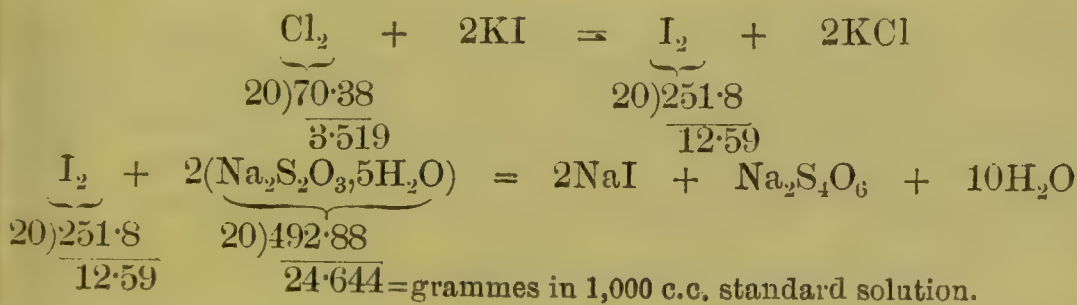 Cl₂ + 2KI = I₂ + 2KCl
20)70·38 20)251·8
3·519 12·59
I₂ + 2(Na₂S₂O₃,5H₂O) = 2NaI + Na₂S₄O₆ + 10H₂O
20)251·8 20)492·88
12·59 24·644=grammes in 1,000 c.c. standard solution.